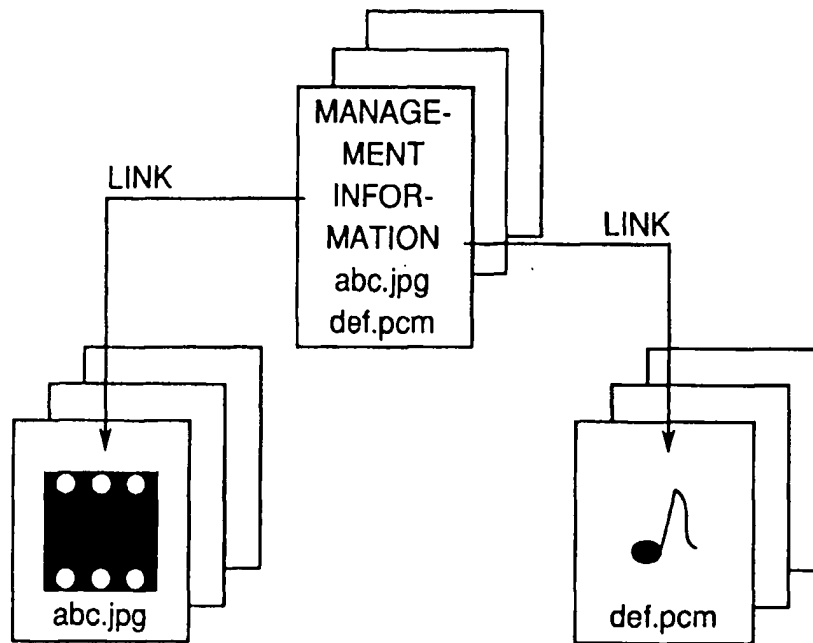 MANAGE-
MENT
LINK
INFOR-
MATION
LINK
abc.jpg
def.pcm
abc.jpg
def.pcm